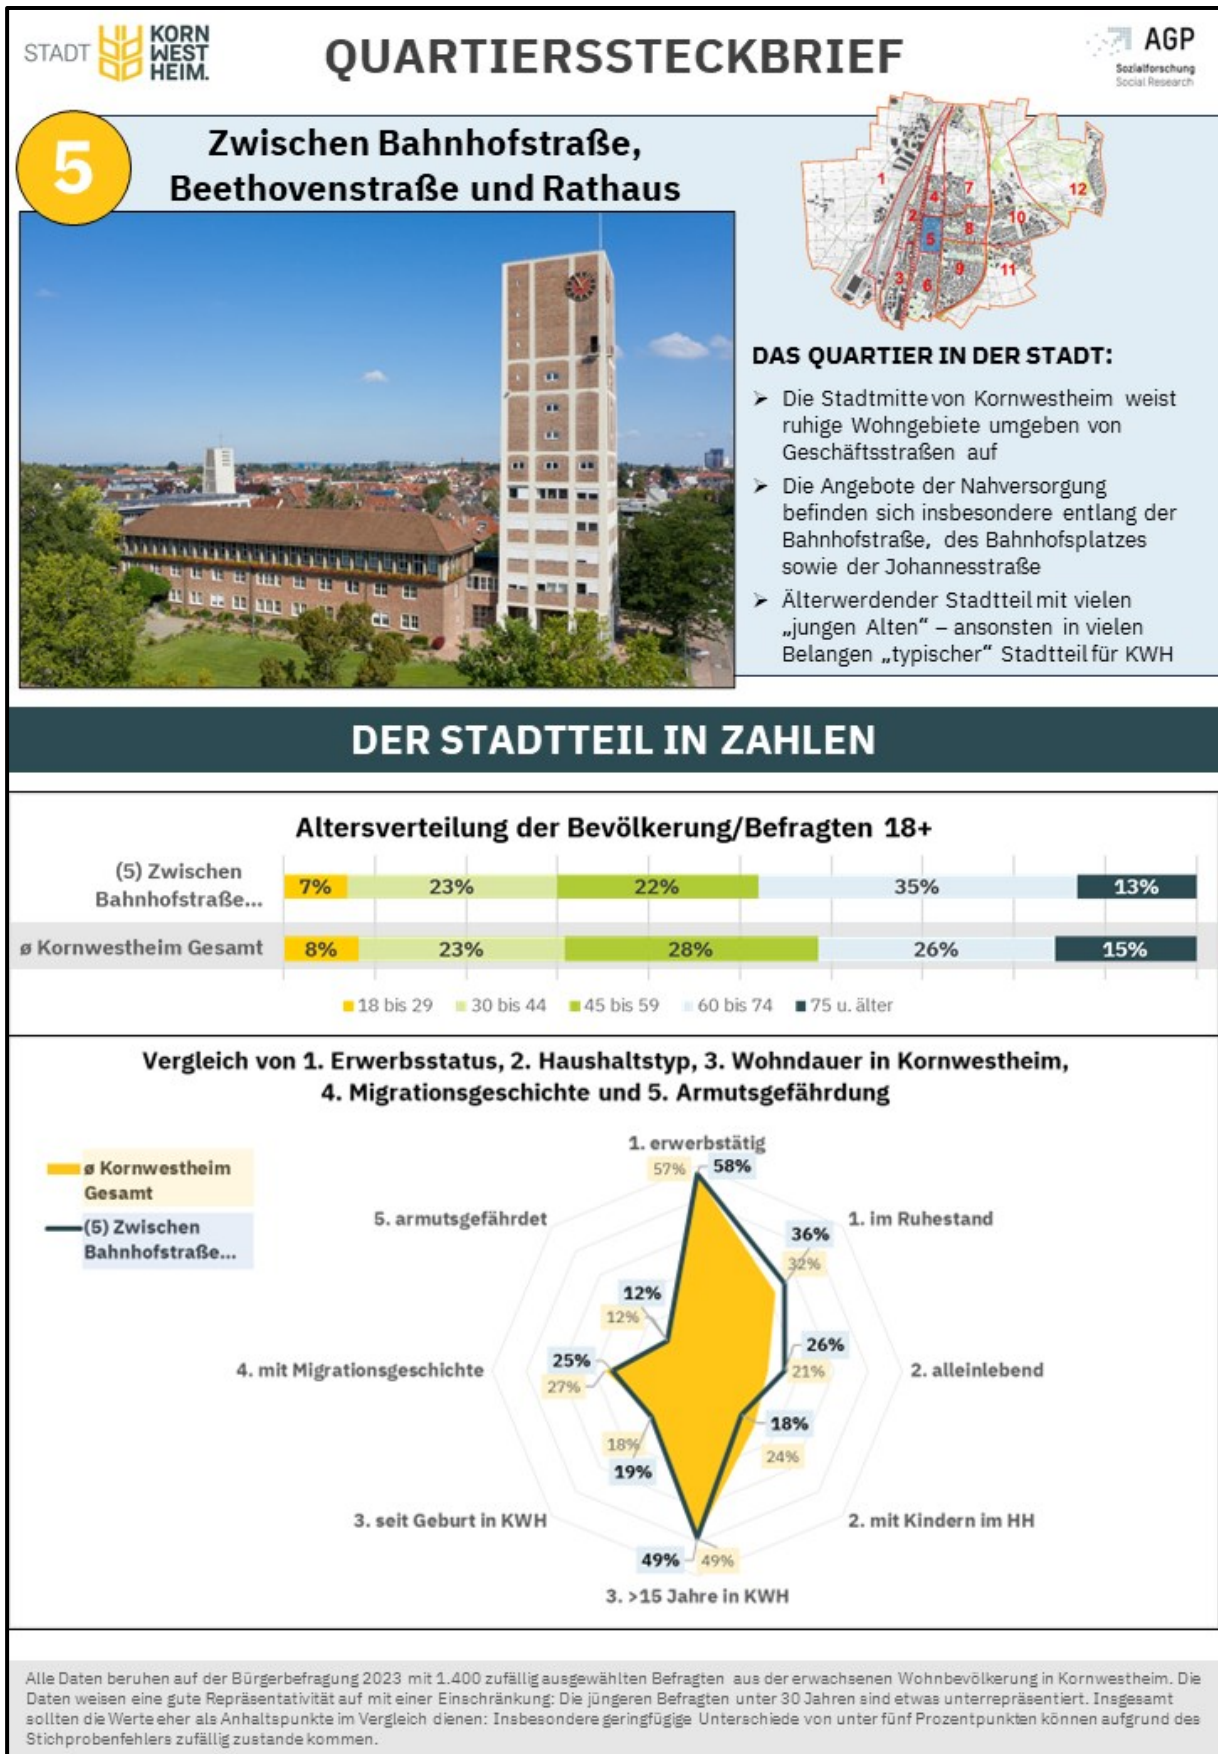 STADT
KORN
WEST
HEIM.
QUARTIERSSTECKBRIEF
AGP
Sozialforschung
Social Research
5
Zwischen Bahnhofstraße,
Beethovenstraße und Rathaus
1
2
3
4
5
6
7
8
9
10
11
12
DAS QUARTIER IN DER STADT:
➢ Die Stadtmitte von Kornwestheim weist
ruhige Wohngebiete umgeben von
Geschäftsstraßen auf
➢ Die Angebote der Nahversorgung
befinden sich insbesondere entlang der
Bahnhofstraße, des Bahnhofsplatzes
sowie der Johannesstraße
➢ Älterwerdender Stadtteil mit vielen
„jungen Alten“ – ansonsten in vielen
Belangen „typischer“ Stadtteil für KWH
DER STADTTEIL IN ZAHLEN
Altersverteilung der Bevölkerung/Befragten 18+
(5) Zwischen
Bahnhofstraße...
7% 23% 22% 35% 13%
ø Kornwestheim Gesamt
8% 23% 28% 26% 15%
18 bis 29 30 bis 44 45 bis 59 60 bis 74 75 u. älter
Vergleich von 1. Erwerbsstatus, 2. Haushaltstyp, 3. Wohndauer in Kornwestheim,
4. Migrationsgeschichte und 5. Armutsgefährdung
ø Kornwestheim
Gesamt
(5) Zwischen
Bahnhofstraße...
1. erwerbstätig
57% 58%
1. im Ruhestand
36%
32%
2. alleinlebend
26%
21%
2. mit Kindern im HH
18%
24%
3. >15 Jahre in KWH
49% 49%
3. seit Geburt in KWH
18%
19%
4. mit Migrationsgeschichte
25%
27%
5. armutsgefährdet
12%
12%
Alle Daten beruhen auf der Bürgerbefragung 2023 mit 1.400 zufällig ausgewählten Befragten aus der erwachsenen Wohnbevölkerung in Kornwestheim. Die
Daten weisen eine gute Repräsentativität auf mit einer Einschränkung: Die jüngeren Befragten unter 30 Jahren sind etwas unterrepräsentiert. Insgesamt
sollten die Werte eher als Anhaltspunkte im Vergleich dienen: Insbesondere geringfügige Unterschiede von unter fünf Prozentpunkten können aufgrund des
Stichprobenfehlers zufällig zustande kommen.